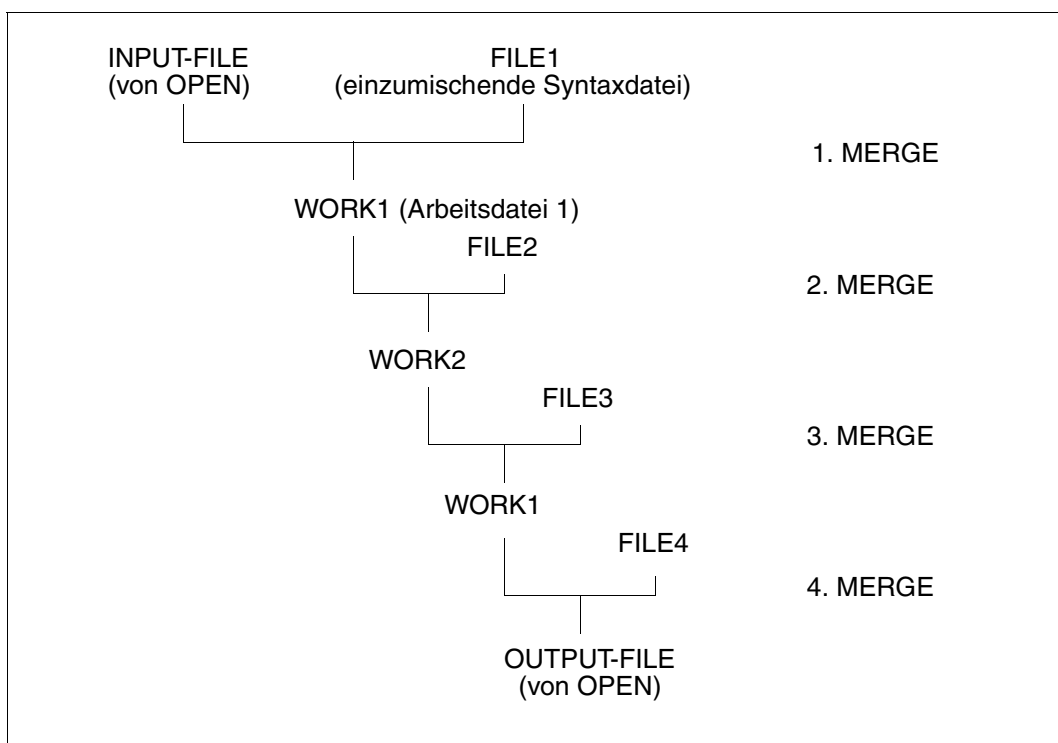 INPUT-FILE
(von OPEN)
FILE1
(einzumischende Syntaxdatei)
1. MERGE
WORK1 (Arbeitsdatei 1)
FILE2
2. MERGE
WORK2
FILE3
3. MERGE
WORK1
FILE4
4. MERGE
OUTPUT-FILE
(von OPEN)